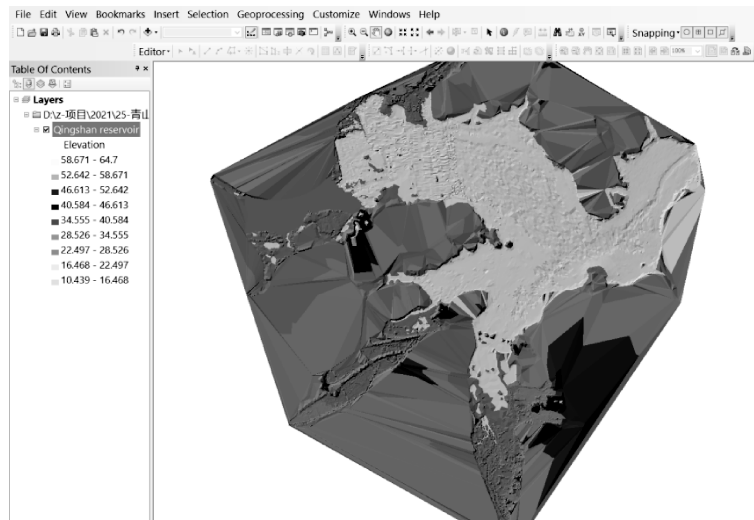 File Edit View Bookmarks Insert Selection Geoprocessing Customize Windows Help
Snapping
Editor
100%
Table Of Contents
Layers
D:\z-项目\2021\25-青山
Qingshan reservoir
Elevation
58.671 - 64.7
52.642 - 58.671
46.613 - 52.642
40.584 - 46.613
34.555 - 40.584
28.526 - 34.555
22.497 - 28.526
16.468 - 22.497
10.439 - 16.468